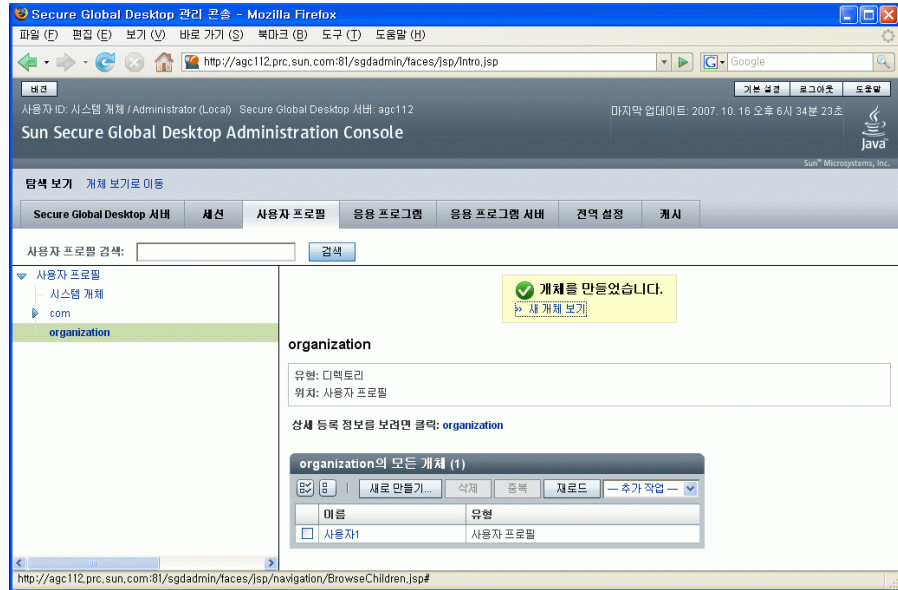 Secure Global Desktop 관리 콘솔 - Mozilla Firefox
파일 (F) 편집 (E) 보기 (V) 바로 가기 (S) 북마크 (B) 도구 (T) 도움말 (H)
http://agc112.prc.sun.com:81/sgdadmin/faces/jsp/Intro.jsp
Google
버전
기본 설정 로그아웃 도움말
사용자 ID: 시스템 개체 / Administrator (Local) Secure Global Desktop 서버: agc112
마지막 업데이트: 2007. 10. 16 오후 6시 34분 23초
Sun Secure Global Desktop Administration Console
Java
Sun™ Microsystems, Inc.
탐색 보기 개체 보기로 이동
Secure Global Desktop 서버 세션 사용자 프로필 응용 프로그램 응용 프로그램 서버 전역 설정 캐시
사용자 프로필 검색: 검색
사용자 프로필
시스템 개체
com
organization
개체를 만들었습니다.
» 새 개체 보기
organization
유형: 디렉토리
위치: 사용자 프로필
상세 등록 정보를 보려면 클릭: organization
organization의 모든 개체 (1)
새로 만들기... 삭제 중복 재로드 — 추가 작업 —
이름 유형
사용자1 사용자 프로필
http://agc112.prc.sun.com:81/sgdadmin/faces/jsp/navigation/BrowseChildren.jsp#